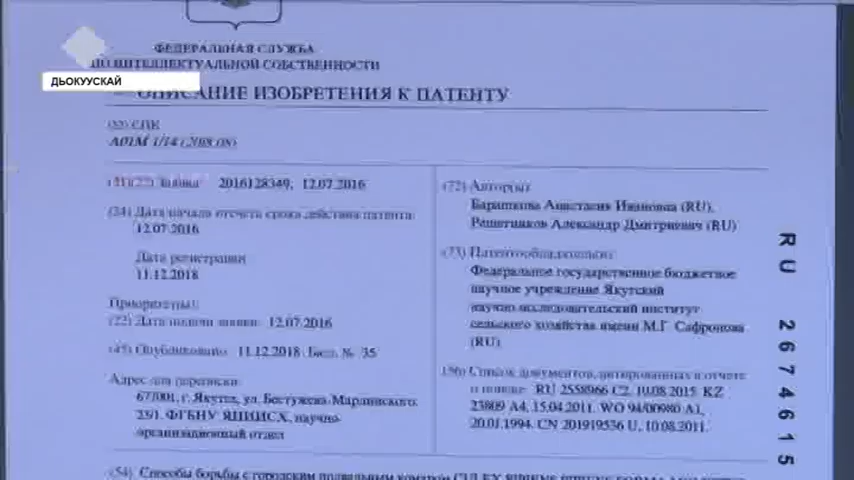 ФЕДЕРАЛЬНАЯ СЛУЖБА
ПО ИНТЕЛЛЕКТУАЛЬНОЙ СОБСТВЕННОСТИ
ДЬОКУУСКАЙ
ОПИСАНИЕ ИЗОБРЕТЕНИЯ К ПАТЕНТУ
(52) СПК
A01M 1/14 (2018.08)
(21)(22) Заявка: 2016128349, 12.07.2016
(24) Дата начала отсчета срока действия патента:
12.07.2016
Дата регистрации:
11.12.2018
Приоритет(ы):
(22) Дата подачи заявки: 12.07.2016
(45) Опубликовано: 11.12.2018 Бюл. № 35
Адрес для переписки:
677001, г. Якутск, ул. Бестужева-Марлинского,
23/1, ФГБНУ ЯНИИСХ, научно-
организационный отдел
(72) Автор(ы):
Барашкова Анастасия Ивановна (RU),
Решетников Александр Дмитриевич (RU)
(73) Патентообладатель(и):
Федеральное государственное бюджетное
научное учреждение Якутский
научно-исследовательский институт
сельского хозяйства имени М.Г. Сафронова
(RU)
(56) Список документов, цитированных в отчете
о поиске: RU 2558966 C2, 10.08.2015. KZ
23809 A4, 15.04.2011. WO 94/00980 A1,
20.01.1994. CN 201919536 U, 10.08.2011.
RU 2674615
(54) Способы борьбы с городским подвальным комаром